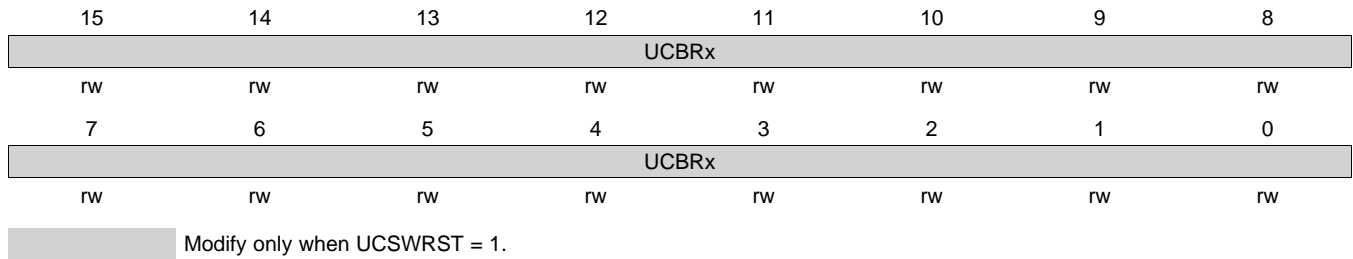 15 14 13 12 11 10 9 8
UCBRx
rw rw rw rw rw rw rw rw
7 6 5 4 3 2 1 0
UCBRx
rw rw rw rw rw rw rw rw
Modify only when UCSWRST = 1.